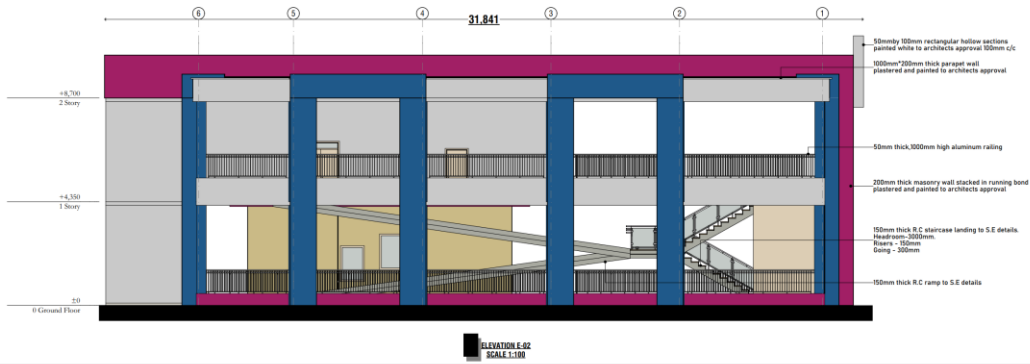 6 5 4 3 2 1
31.841
50mmby 100mm rectangular hollow sections
painted white to architects approval 100mm c/c
1000mm*200mm thick parapet wall
plastered and painted to architects approval
+8,700
2 Story
50mm thick,1000mm high aluminum railing
200mm thick masonry wall stacked in running bond
plastered and painted to architects approval
+4,350
1 Story
150mm thick R.C staircase landing to S.E details.
Headroom-3000mm.
Risers - 150mm
Going - 300mm
150mm thick R.C ramp to S.E details
±0
0 Ground Floor
ELEVATION E-02
SCALE 1:100